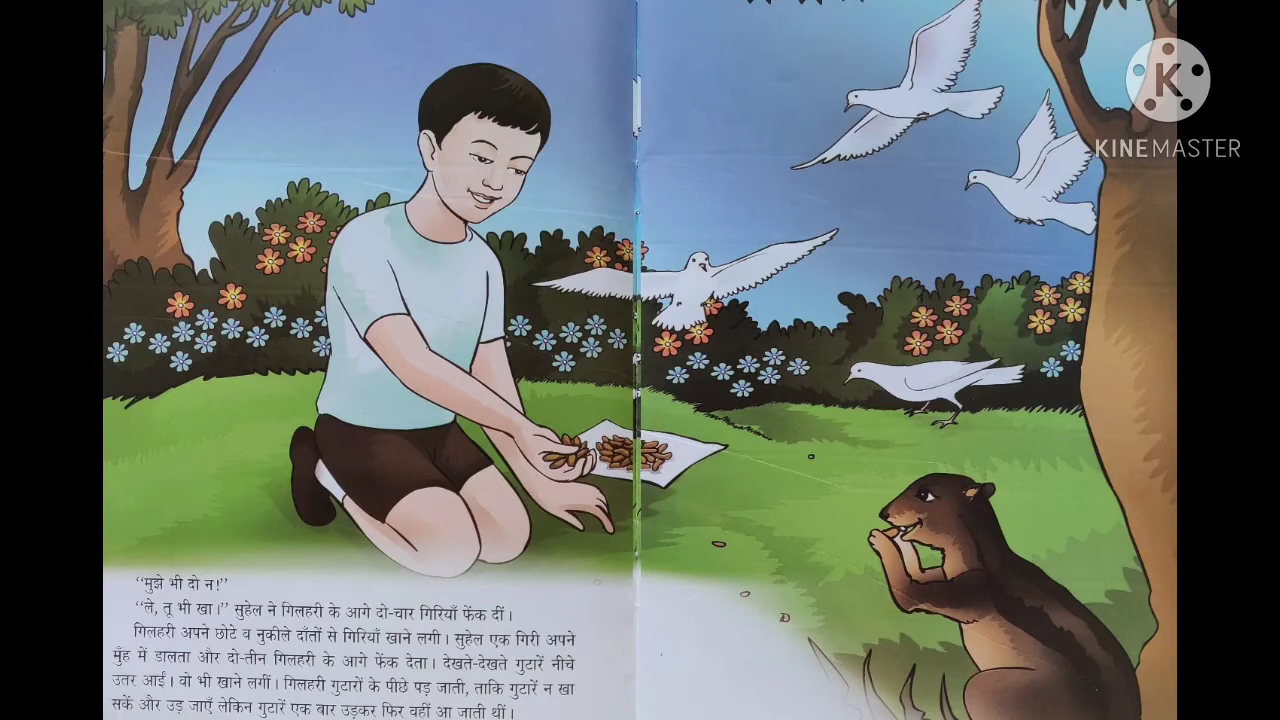 K
KINEMASTER
“मुझे भी दो न!”
“ले, तू भी खा।” सुहेल ने गिलहरी के आगे दो-चार गिरियाँ फेंक दीं।
गिलहरी अपने छोटे व नुकीले दाँतों से गिरियाँ खाने लगी। सुहेल एक गिरी अपने
मुँह में डालता और दो-तीन गिलहरी के आगे फेंक देता। देखते-देखते गुटारें नीचे
उतर आईं। वो भी खाने लगीं। गिलहरी गुटारों के पीछे पड़ जाती, ताकि गुटारें न खा
सकें और उड़ जाएँ लेकिन गुटारें एक बार उड़कर फिर वहीं आ जाती थीं।